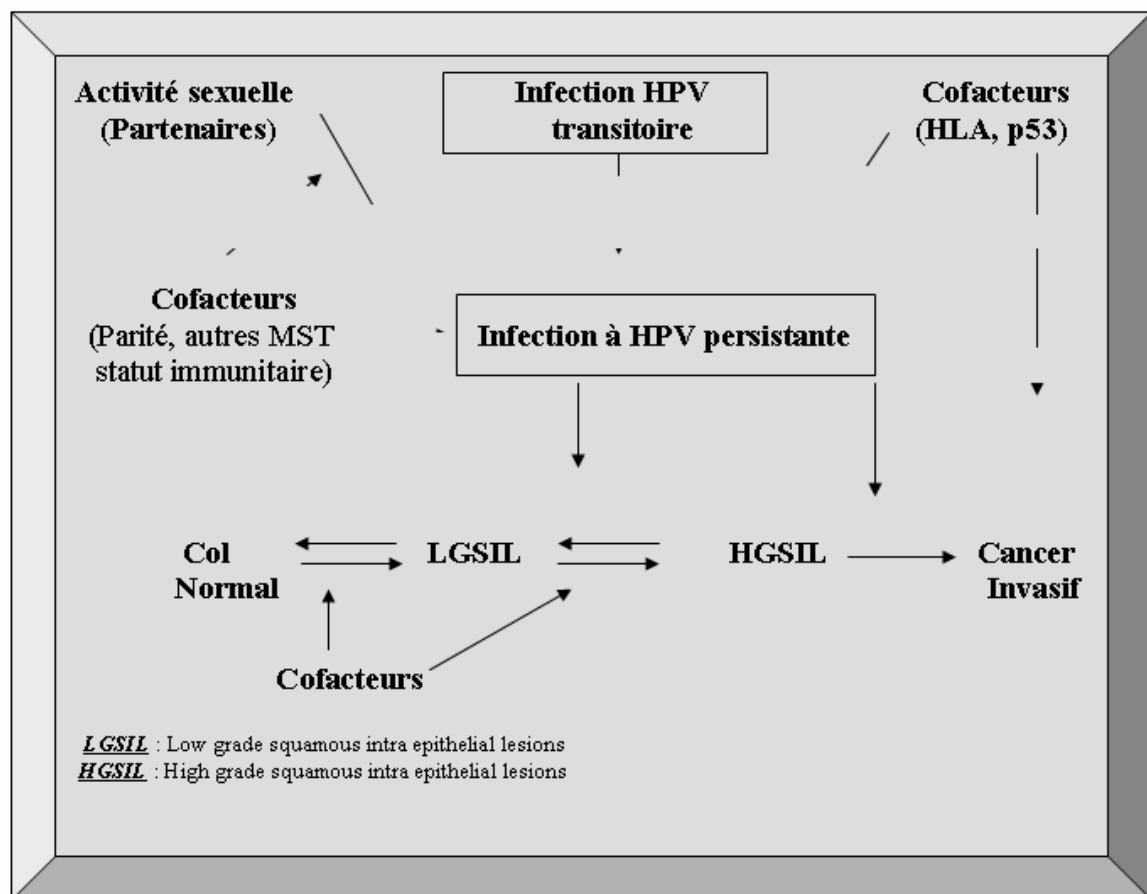 Activité sexuelle
(Partenaires)
Infection HPV
transitoire
Cofacteurs
(HLA, p53)
Cofacteurs
(Parité, autres MST
statut immunitaire)
Infection à HPV persistante
Col
Normal
LGSIL
HGSIL
Cancer
Invasif
Cofacteurs
LGSIL : Low grade squamous intra epithelial lesions
HGSIL : High grade squamous intra epithelial lesions